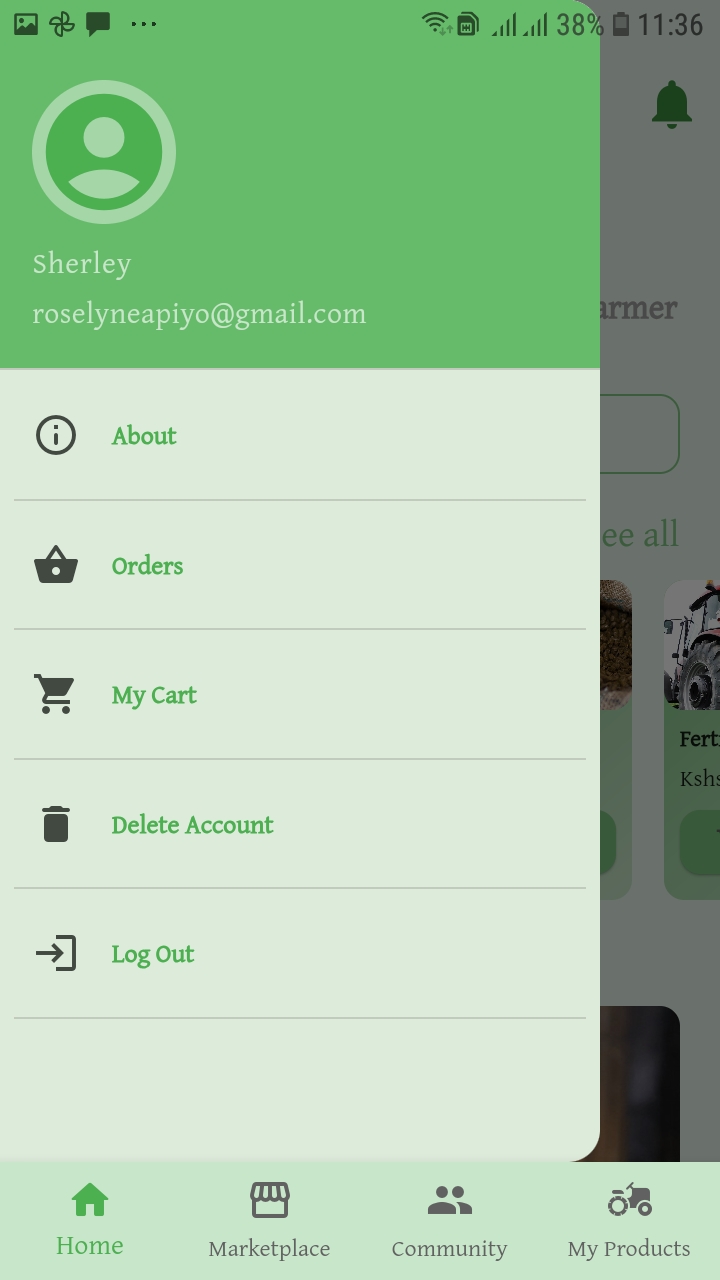 38% 11:36
Sherley
roselyneapiyo@gmail.com
armer
About
ee all
Orders
My Cart
Fert
Kshs
Delete Account
Log Out
Home
Marketplace
Community
My Products